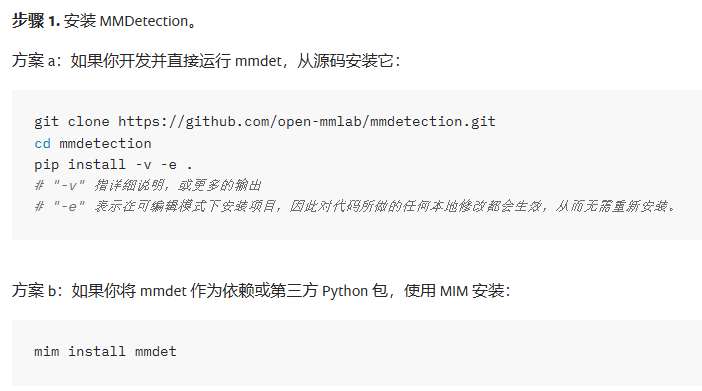 步骤 1. 安装 MMDetection。
方案 a：如果你开发并直接运行 mmdet，从源码安装它：
git clone https://github.com/open-mmlab/mmdetection.git
cd mmdetection
pip install -v -e .
# "-v" 指详细说明，或更多的输出
# "-e" 表示在可编辑模式下安装项目，因此对代码所做的任何本地修改都会生效，从而无需重新安装。
方案 b：如果你将 mmdet 作为依赖或第三方 Python 包，使用 MIM 安装：
mim install mmdet